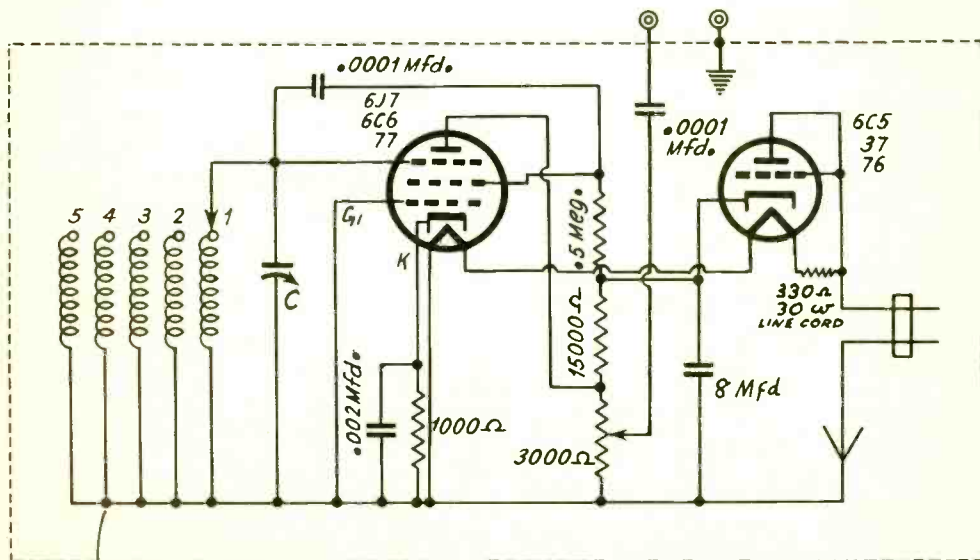 .0001 Mfd.
6J7
6C6
77
.0001
Mfd.
6C5
37
76
5 4 3 2 1
G1
K
C
.5 Meg.
330Ω
30 W
LINE CORD
15000Ω
8 Mfd
.002 Mfd.
1000Ω
3000Ω